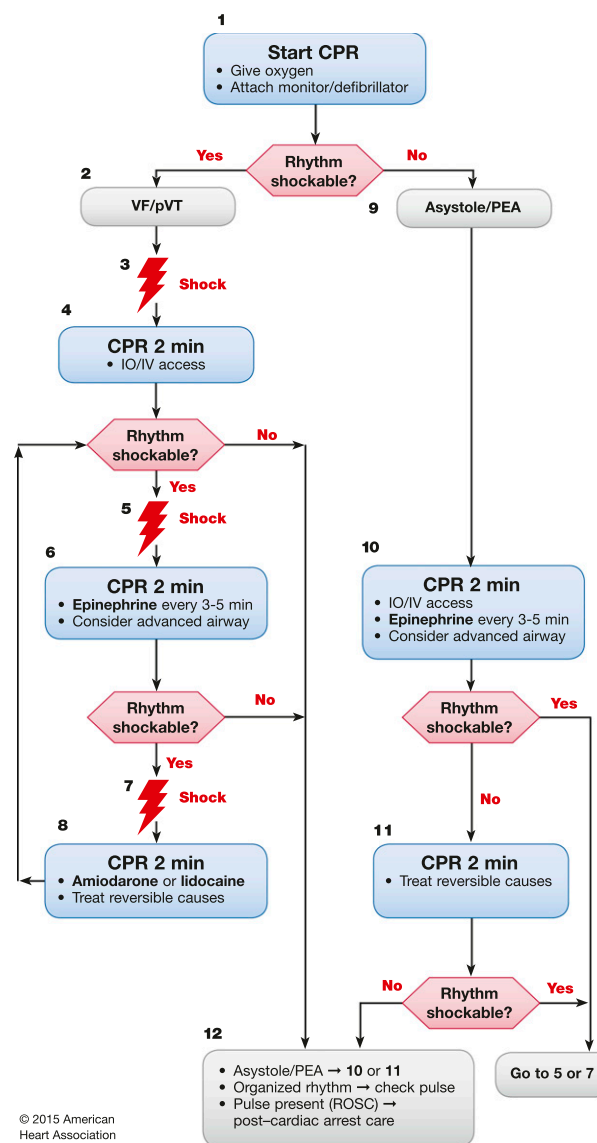 1
Start CPR
• Give oxygen
• Attach monitor/defibrillator
Rhythm
shockable?
Yes
No
2
VF/pVT
9
Asystole/PEA
3
Shock
4
CPR 2 min
• IO/IV access
Rhythm
shockable?
No
Yes
5
Shock
6
CPR 2 min
• Epinephrine every 3-5 min
• Consider advanced airway
10
CPR 2 min
• IO/IV access
• Epinephrine every 3-5 min
• Consider advanced airway
Rhythm
shockable?
No
Yes
Rhythm
shockable?
Yes
No
7
Shock
8
CPR 2 min
• Amiodarone or lidocaine
• Treat reversible causes
11
CPR 2 min
• Treat reversible causes
Rhythm
shockable?
No
Yes
12
• Asystole/PEA → 10 or 11
• Organized rhythm → check pulse
• Pulse present (ROSC) →
post–cardiac arrest care
Go to 5 or 7
© 2015 American
Heart Association